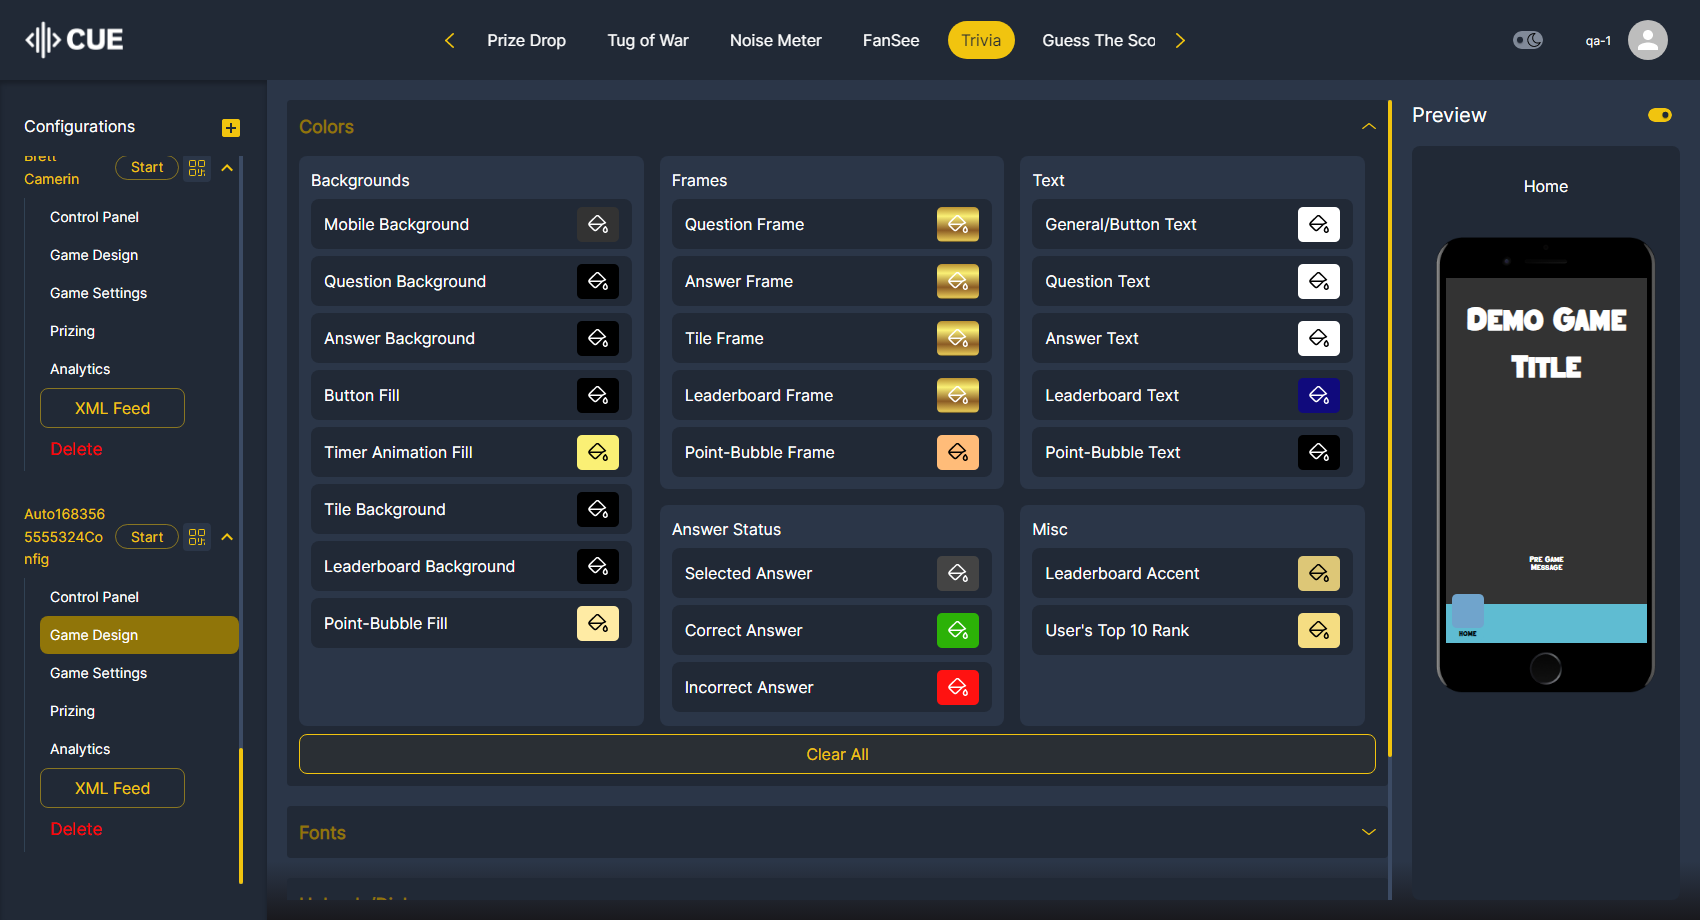 CUE
Prize Drop
Tug of War
Noise Meter
FanSee
Trivia
Guess The Sco
qa-1
Configurations
Brett
Camerin
Start
Control Panel
Game Design
Game Settings
Prizing
Analytics
XML Feed
Delete
Auto168356
5555324Co
nfig
Start
Control Panel
Game Design
Game Settings
Prizing
Analytics
XML Feed
Delete
Colors
Backgrounds
Mobile Background
Question Background
Answer Background
Button Fill
Timer Animation Fill
Tile Background
Leaderboard Background
Point-Bubble Fill
Frames
Question Frame
Answer Frame
Tile Frame
Leaderboard Frame
Point-Bubble Frame
Text
General/Button Text
Question Text
Answer Text
Leaderboard Text
Point-Bubble Text
Answer Status
Selected Answer
Correct Answer
Incorrect Answer
Misc
Leaderboard Accent
User's Top 10 Rank
Clear All
Fonts
Preview
Home
Demo Game
Title
Pre Game
Message
HOME